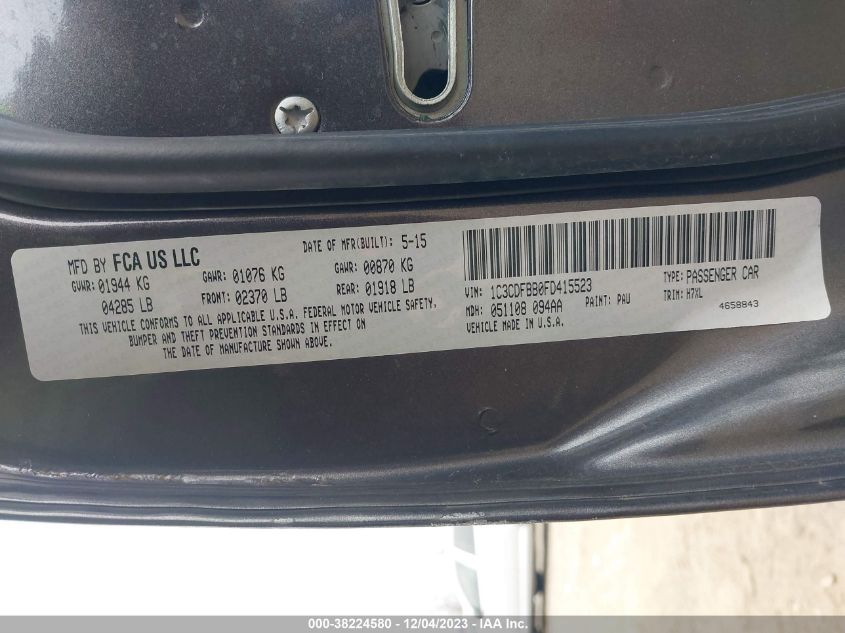 MFD BY FCA US LLC DATE OF MFR(BUILT): 5-15
GVWR: 01944 KG GAWR: 01076 KG GAWR: 00870 KG
04285 LB FRONT: 02370 LB REAR: 01918 LB
THIS VEHICLE CONFORMS TO ALL APPLICABLE U.S.A. FEDERAL MOTOR VEHICLE SAFETY,
BUMPER AND THEFT PREVENTION STANDARDS IN EFFECT ON
THE DATE OF MANUFACTURE SHOWN ABOVE.
VIN: 1C3CDFBB0FD415523 TYPE: PASSENGER CAR
MDH: 051108 094AA PAINT: PAU TRIM: H7XL
VEHICLE MADE IN U.S.A. 4658843
000-38224580 - 12/04/2023 - IAA Inc.